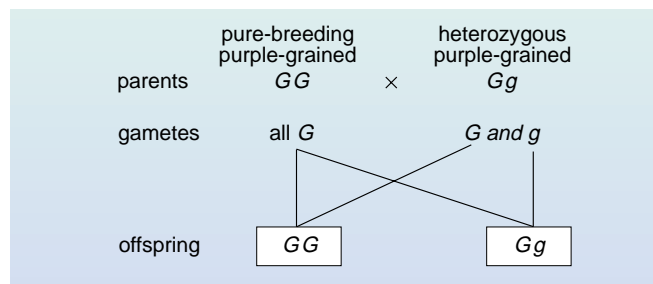 pure-breeding heterozygous
purple-grained purple-grained
parents GG × Gg
gametes all G G and g
offspring GG Gg